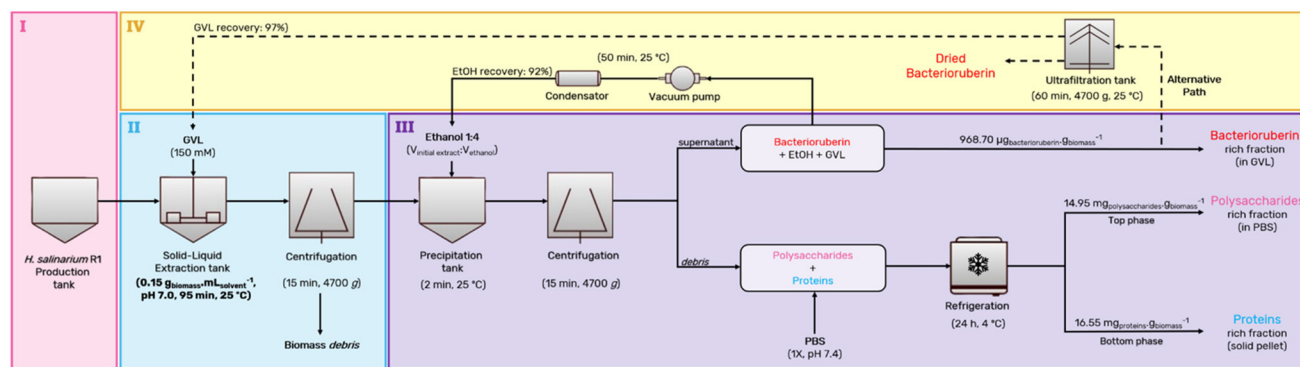 I
IV
GVL recovery: 97%)
(50 min, 25 °C)
EtOH recovery: 92%)
Condensator
Vacuum pump
Dried
Bacterioruberin
Ultrafiltration tank
(60 min, 4700 g, 25 °C)
Alternative
Path
II
GVL
(150 mM)
III
Ethanol 1:4
(Vinitial extract:Vethanol)
supernatant
Bacterioruberin
+ EtOH + GVL
968.70 µgbacterioruberin.gbiomass-1
Bacterioruberin
rich fraction
(in GVL)
H. salinarium R1
Production
tank
Solid-Liquid
Extraction tank
(0.15 gbiomass.mLsolvent-1,
pH 7.0, 95 min, 25 °C)
Centrifugation
(15 min, 4700 g)
Biomass debris
Precipitation
tank
(2 min, 25 °C)
Centrifugation
(15 min, 4700 g)
debris
Polysaccharides
+
Proteins
PBS
(1X, pH 7.4)
Refrigeration
(24 h, 4 °C)
14.95 mgpolysaccharides.gbiomass-1
Top phase
Polysaccharides
rich fraction
(in PBS)
16.55 mgproteins.gbiomass-1
Bottom phase
Proteins
rich fraction
(solid pellet)